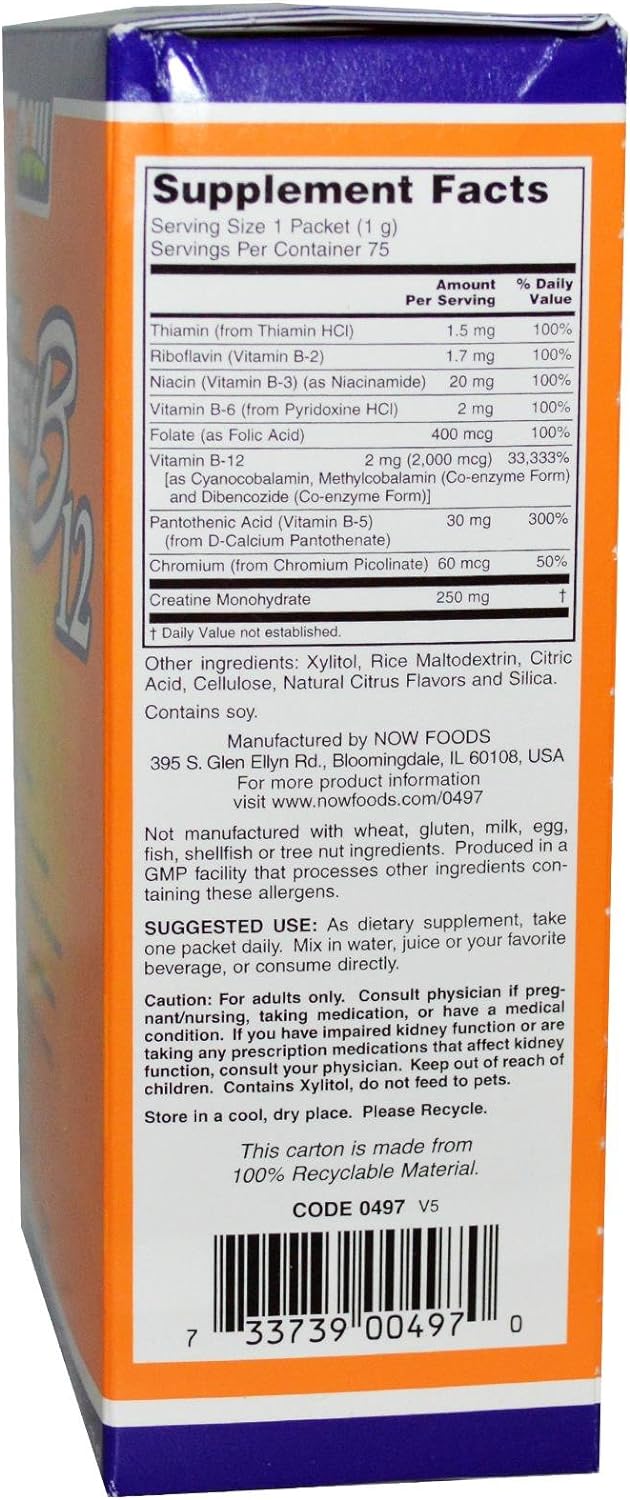 B12
Supplement Facts
Serving Size 1 Packet (1 g)
Servings Per Container 75
Amount Per Serving % Daily Value
Thiamin (from Thiamin HCl) 1.5 mg 100%
Riboflavin (Vitamin B-2) 1.7 mg 100%
Niacin (Vitamin B-3) (as Niacinamide) 20 mg 100%
Vitamin B-6 (from Pyridoxine HCl) 2 mg 100%
Folate (as Folic Acid) 400 mcg 100%
Vitamin B-12 2 mg (2,000 mcg) 33,333%
[as Cyanocobalamin, Methylcobalamin (Co-enzyme Form)
and Dibencozide (Co-enzyme Form)]
Pantothenic Acid (Vitamin B-5) 30 mg 300%
(from D-Calcium Pantothenate)
Chromium (from Chromium Picolinate) 60 mcg 50%
Creatine Monohydrate 250 mg †
† Daily Value not established.
Other ingredients: Xylitol, Rice Maltodextrin, Citric
Acid, Cellulose, Natural Citrus Flavors and Silica.
Contains soy.
Manufactured by NOW FOODS
395 S. Glen Ellyn Rd., Bloomingdale, IL 60108, USA
For more product information
visit www.nowfoods.com/0497
Not manufactured with wheat, gluten, milk, egg,
fish, shellfish or tree nut ingredients. Produced in a
GMP facility that processes other ingredients con-
taining these allergens.
SUGGESTED USE: As dietary supplement, take
one packet daily. Mix in water, juice or your favorite
beverage, or consume directly.
Caution: For adults only. Consult physician if preg-
nant/nursing, taking medication, or have a medical
condition. If you have impaired kidney function or are
taking any prescription medications that affect kidney
function, consult your physician. Keep out of reach of
children. Contains Xylitol, do not feed to pets.
Store in a cool, dry place. Please Recycle.
This carton is made from
100% Recyclable Material.
CODE 0497 V5
7 33739 00497 0